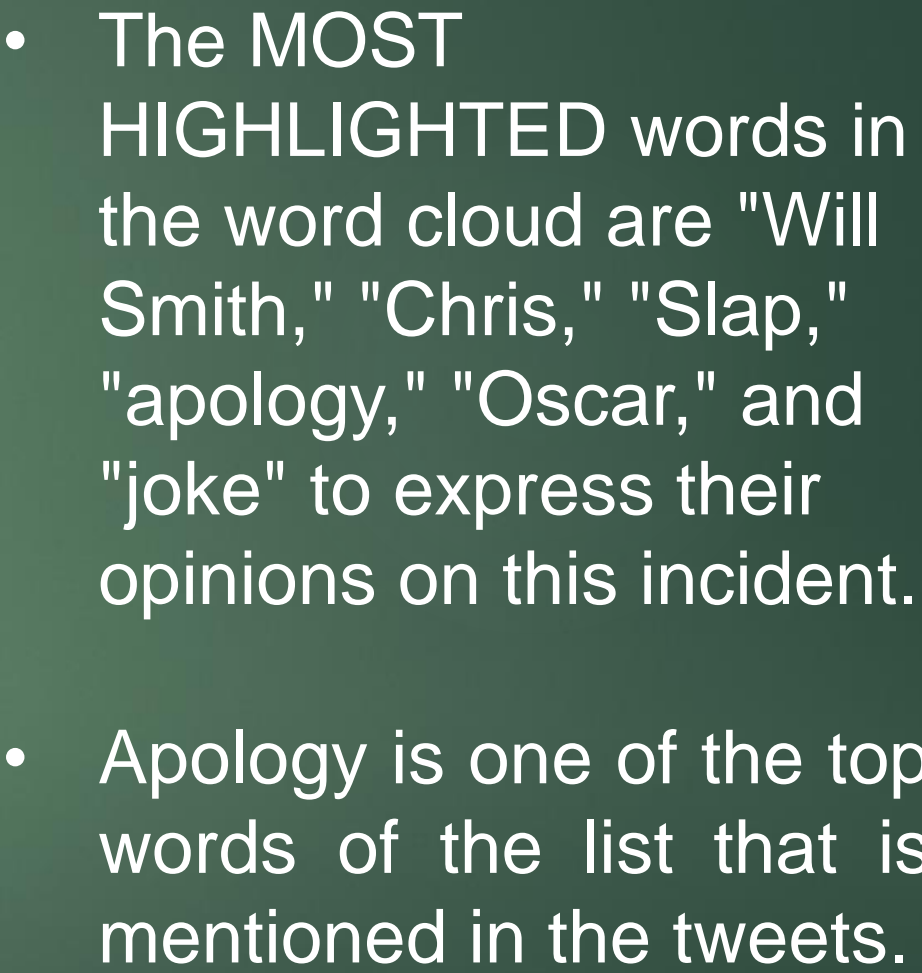 • The MOST
HIGHLIGHTED words in
the word cloud are "Will
Smith," "Chris," "Slap,"
"apology," "Oscar," and
"joke" to express their
opinions on this incident.
• Apology is one of the top
words of the list that is
mentioned in the tweets.